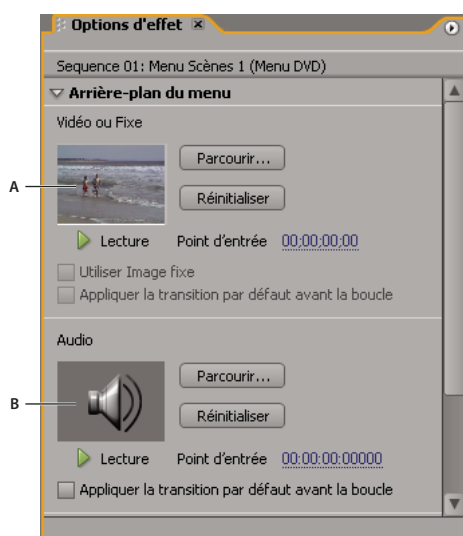 Options d'effet
Sequence 01: Menu Scènes 1 (Menu DVD)
Arrière-plan du menu
Vidéo ou Fixe
A
Parcourir...
Réinitialiser
Lecture Point d'entrée 00;00;00;00
Utiliser Image fixe
Appliquer la transition par défaut avant la boucle
Audio
B
Parcourir...
Réinitialiser
Lecture Point d'entrée 00:00:00:00000
Appliquer la transition par défaut avant la boucle